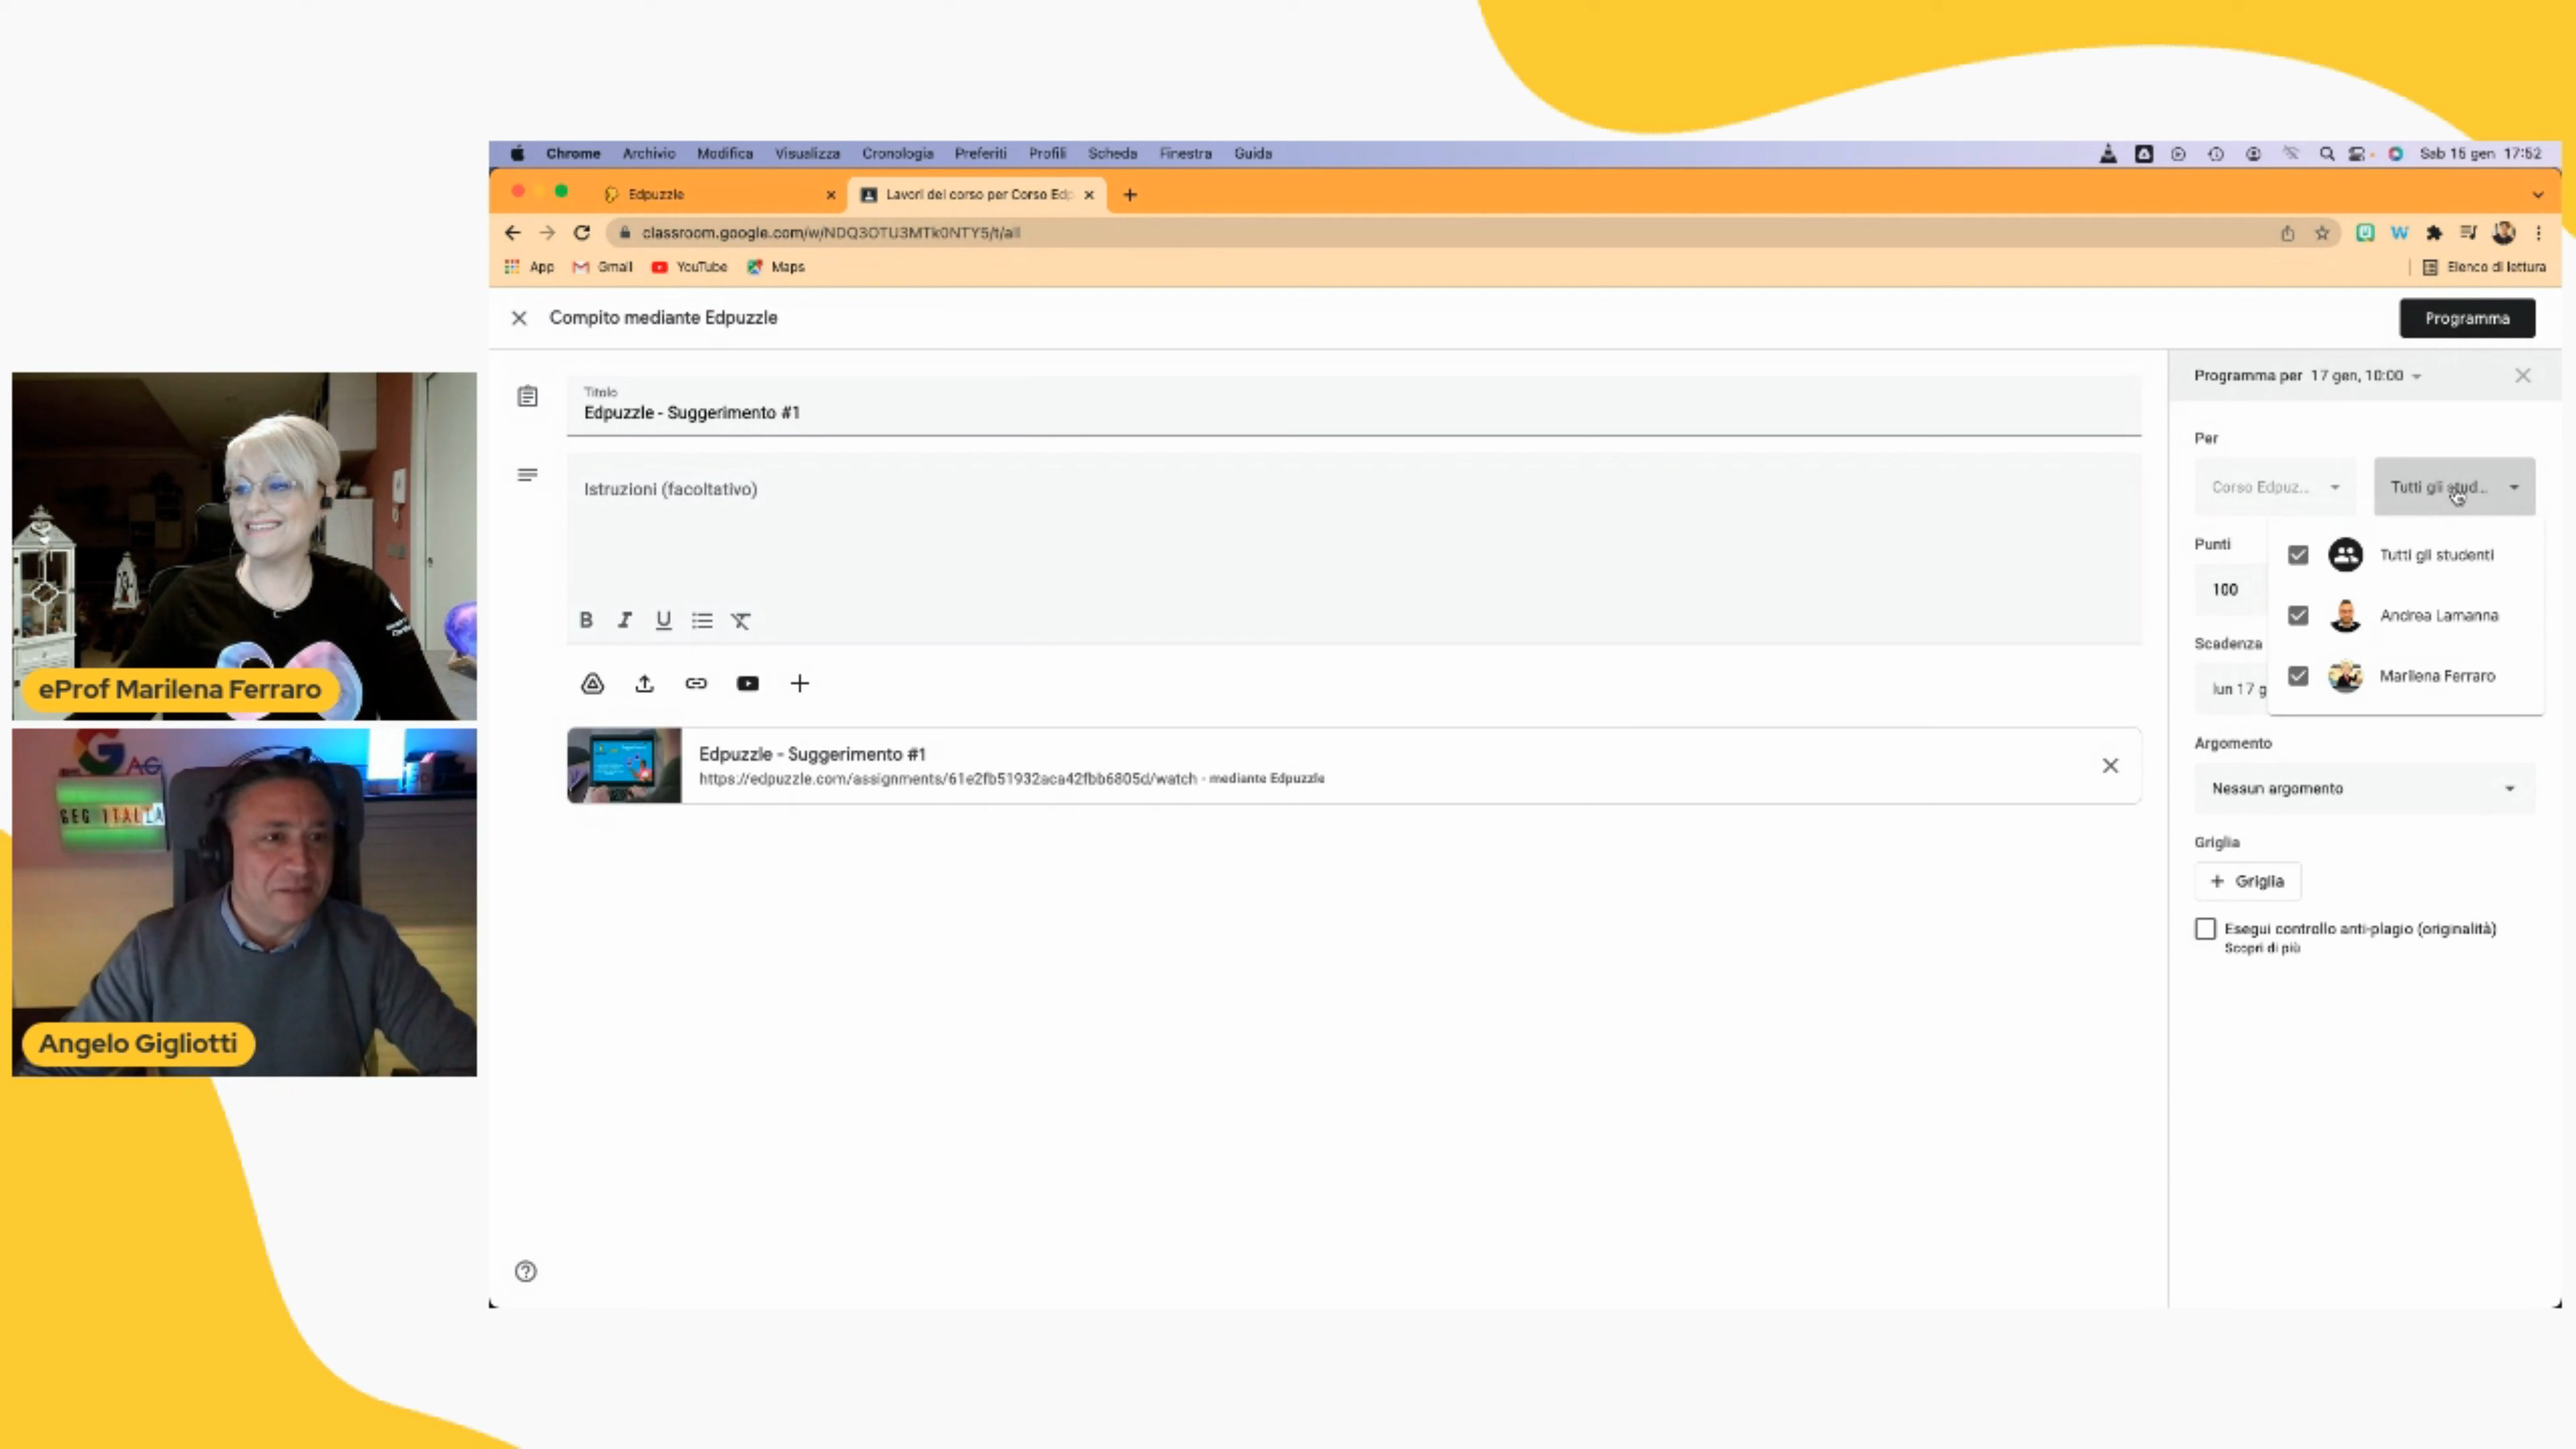 Chrome Archivio Modifica Visualizza Cronologia Preferiti Profili Scheda Finestra Guida
Sab 15 gen 17:52
Edpuzzle
Lavori del corso per Corso Edp
classroom.google.com/w/NDQ3OTU3MTk0NTY5/t/all
App Gmail YouTube Maps
Elenco di lettura
Compito mediante Edpuzzle
Programma
Titolo
Edpuzzle - Suggerimento #1
Istruzioni (facoltativo)
B I U
Edpuzzle - Suggerimento #1
https://edpuzzle.com/assignments/61e2fb51932aca42fbb6805d/watch - mediante Edpuzzle
Programma per 17 gen, 10:00
Per
Corso Edpuz...
Tutti gli stud...
Tutti gli studenti
Andrea Lamanna
Marilena Ferraro
Punti
100
Scadenza
lun 17 g
Argomento
Nessun argomento
Griglia
+ Griglia
Esegui controllo anti-plagio (originalità)
Scopri di più
eProf Marilena Ferraro
G AG
GEG ITALIA
Angelo Gigliotti